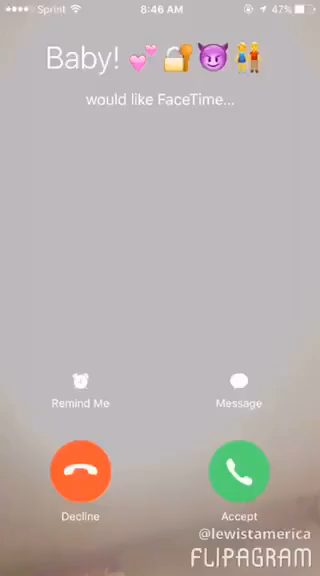 Sprint 8:46 AM 47%
Baby! 💕🔐😈👫
would like FaceTime...
Remind Me Message
Decline Accept
@lewistamerica
FLIPAGRAM